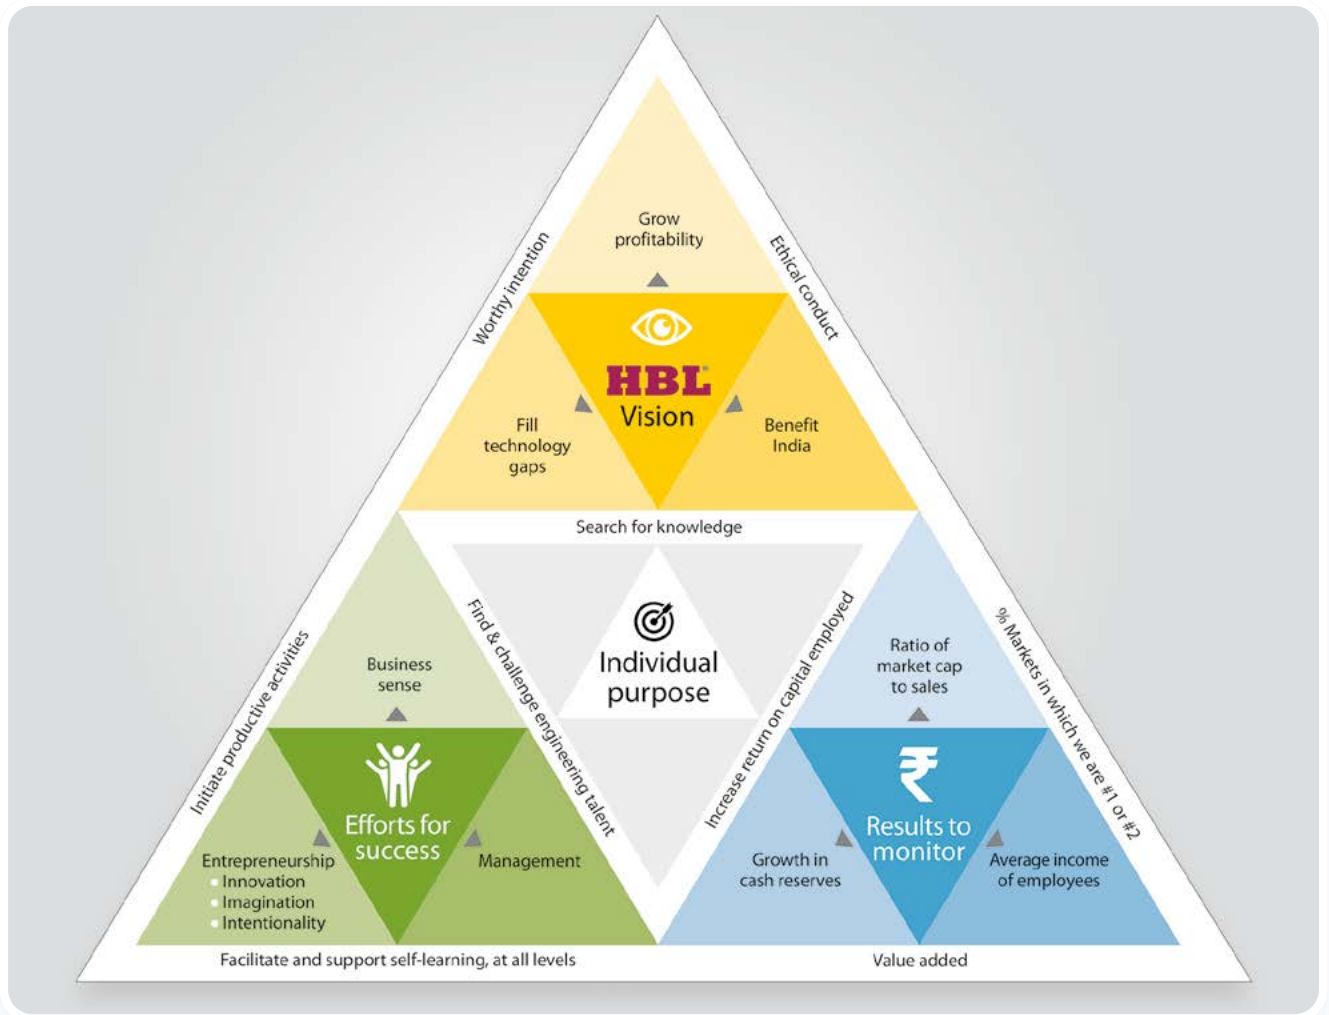 Grow
profitability
Worthy intention
Ethical conduct
HBL
Vision
Fill
technology
gaps
Benefit
India
Search for knowledge
Initiate productive activities
Find & challenge engineering talent
Individual
purpose
Increase return on capital employed
% Markets in which we are #1 or #2
Business
sense
Ratio of
market cap
to sales
Efforts for
success
Entrepreneurship
• Innovation
• Imagination
• Intentionality
Management
₹
Results to
monitor
Growth in
cash reserves
Average income
of employees
Facilitate and support self-learning, at all levels
Value added